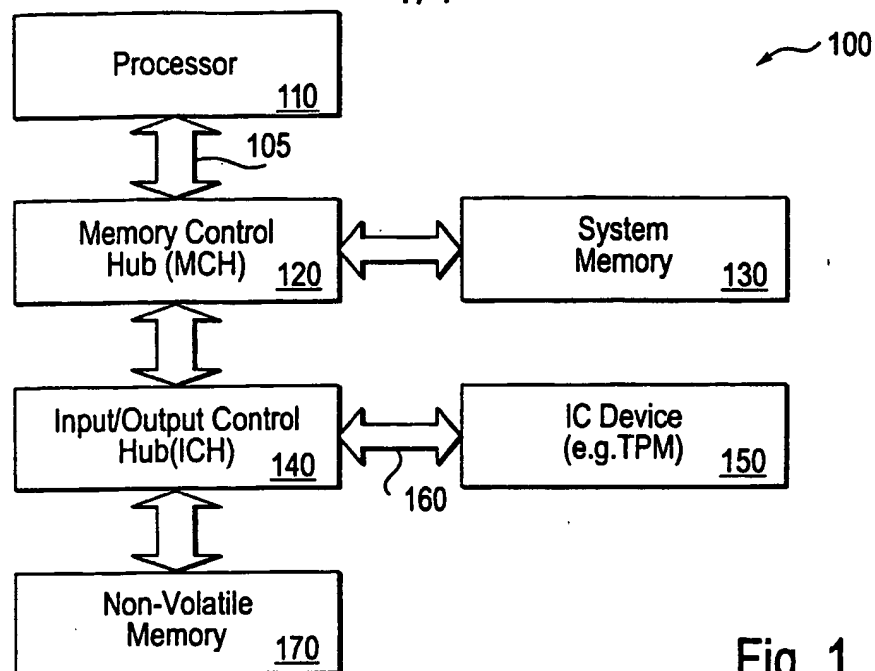 100
Processor
110
105
Memory Control
Hub (MCH)
120
System
Memory
130
Input/Output Control
Hub(ICH)
140
IC Device
(e.g.TPM)
150
160
Non-Volatile
Memory
170
Fig. 1